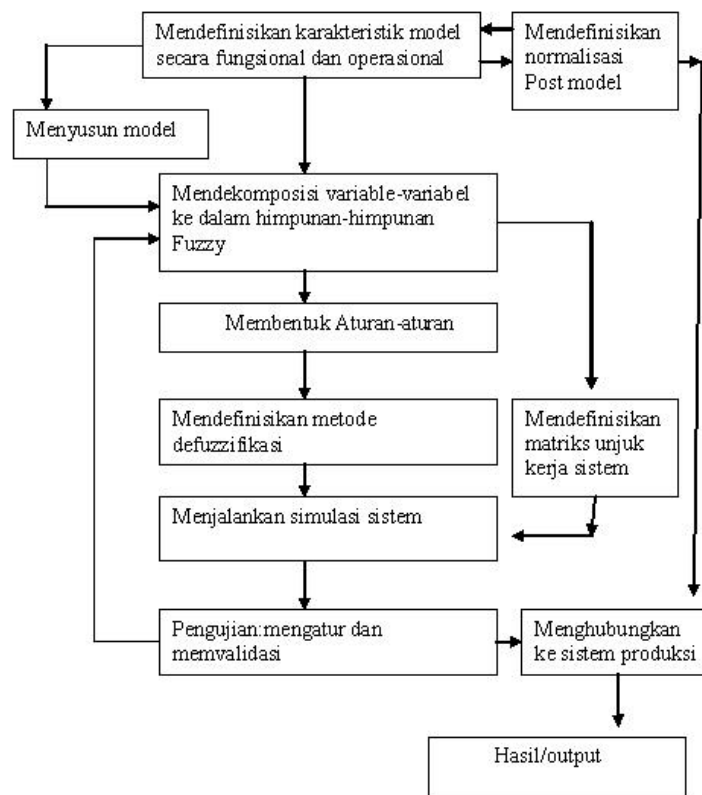 Mendefinisikan karakteristik model
secara fungsional dan operasional
Mendefinisikan
normalisasi
Post model
Menyusun model
Mendekomposisi variable-variabel
ke dalam himpunan-himpunan
Fuzzy
Membentuk Aturan-aturan
Mendefinisikan metode
defuzzifikasi
Mendefinisikan
matriks unjuk
kerja sistem
Menjalankan simulasi sistem
Pengujian:mengatur dan
memvalidasi
Menghubungkan
ke sistem produksi
Hasil/output